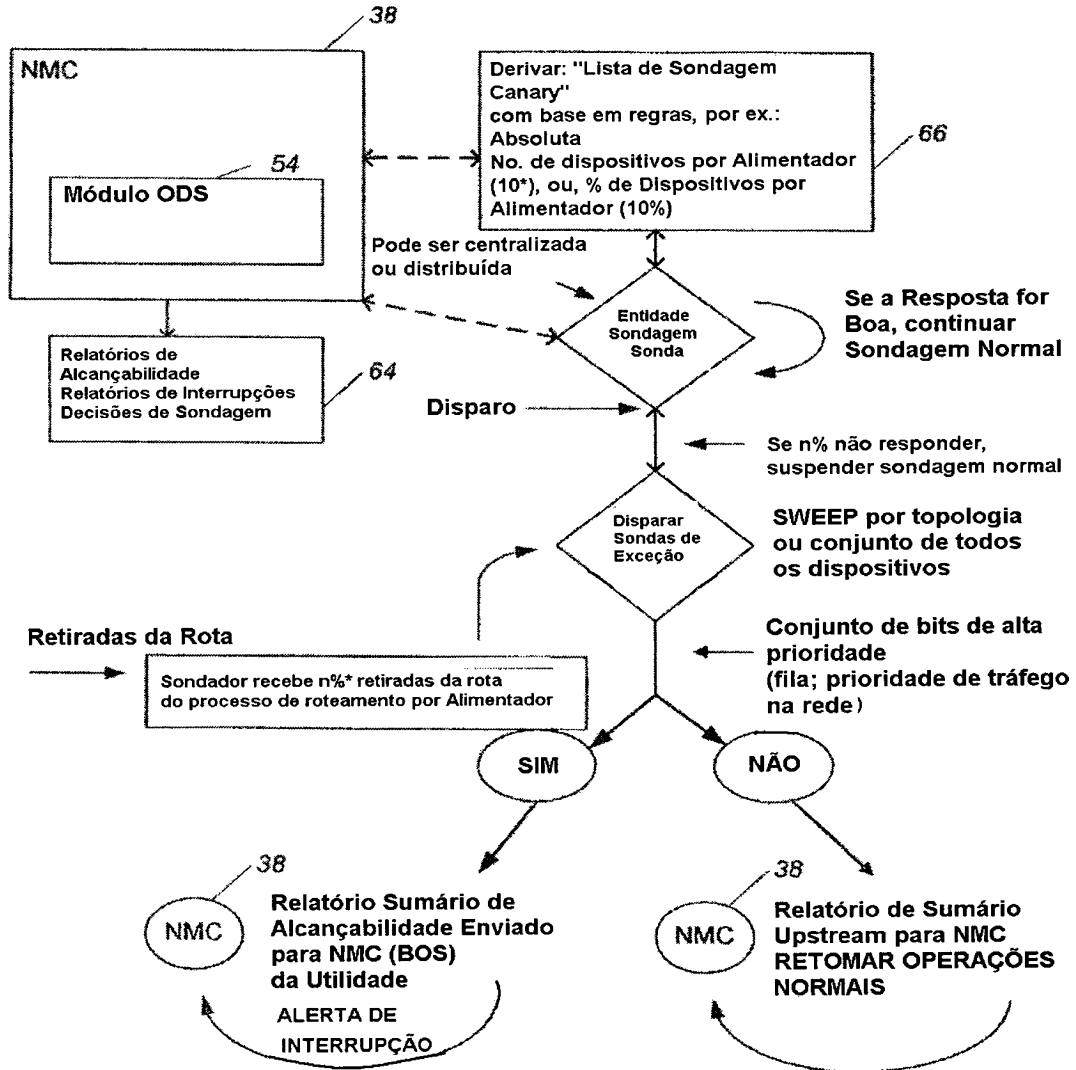 38
NMC
54
Módulo ODS
Derivar: "Lista de Sondagem
Canary"
com base em regras, por ex.:
Absoluta
No. de dispositivos por Alimentador
(10*), ou, % de Dispositivos por
Alimentador (10%)
66
Pode ser centralizada
ou distribuída
Entidade
Sondagem
Sonda
Se a Resposta for
Boa, continuar
Sondagem Normal
Relatórios de
Alcançabilidade
Relatórios de Interrupções
Decisões de Sondagem
64
Disparo
Se n% não responder,
suspender sondagem normal
Disparar
Sondas de
Exceção
SWEEP por topologia
ou conjunto de todos
os dispositivos
Retiradas da Rota
Sondador recebe n%* retiradas da rota
do processo de roteamento por Alimentador
Conjunto de bits de alta
prioridade
(fila; prioridade de tráfego
na rede)
SIM
NÃO
38
NMC
Relatório Sumário de
Alcançabilidade Enviado
para NMC (BOS)
da Utilidade
ALERTA DE
INTERRUPÇÃO
38
NMC
Relatório de Sumário
Upstream para NMC
RETOMAR OPERAÇÕES
NORMAIS